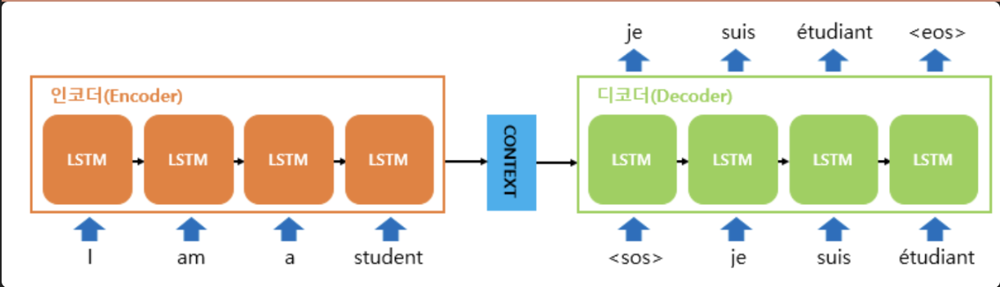 je suis étudiant <eos>
인코더(Encoder)
디코더(Decoder)
LSTM LSTM LSTM LSTM
CONTEXT
LSTM LSTM LSTM LSTM
I am a student
<sos> je suis étudiant